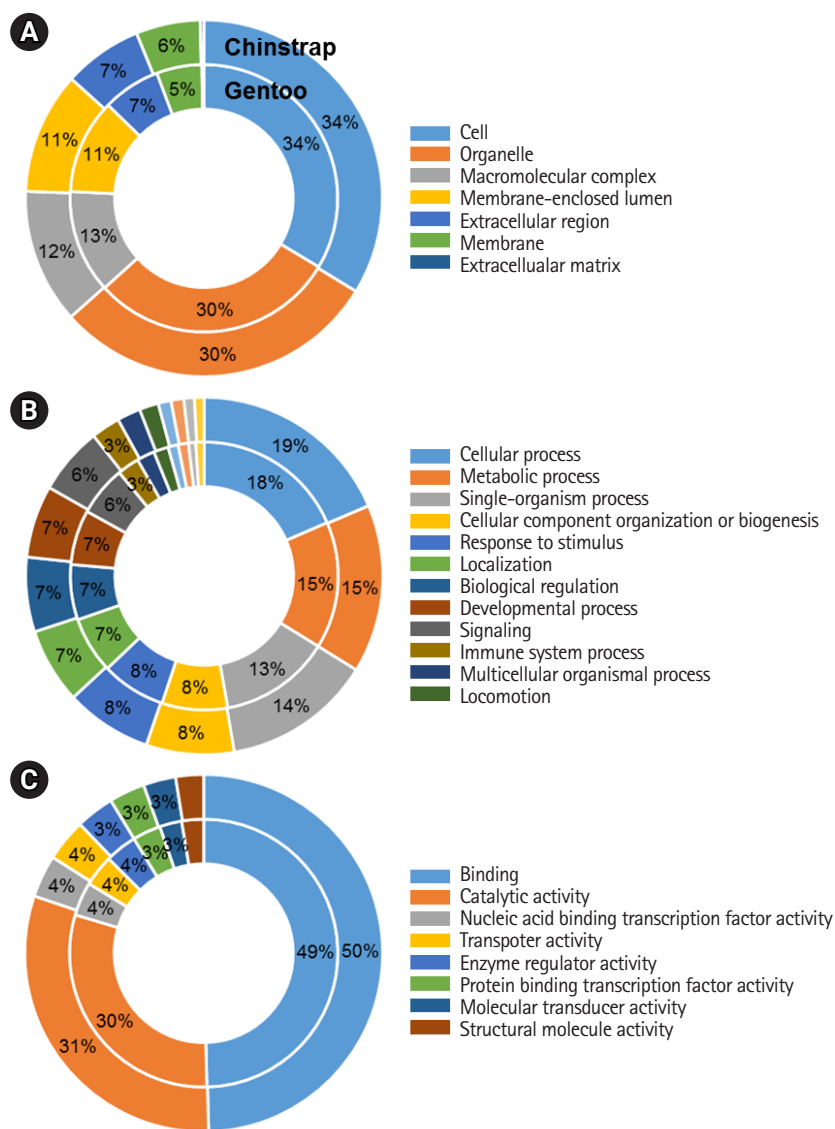 A
Chinstrap
Gentoo
6%
5%
7%
7%
11%
11%
12%
13%
30%
30%
34%
34%
Cell
Organelle
Macromolecular complex
Membrane-enclosed lumen
Extracellular region
Membrane
Extracellualar matrix
B
19%
18%
15%
15%
13%
14%
8%
8%
8%
8%
7%
7%
7%
7%
7%
7%
6%
6%
3%
3%
Cellular process
Metabolic process
Single-organism process
Cellular component organization or biogenesis
Response to stimulus
Localization
Biological regulation
Developmental process
Signaling
Immune system process
Multicellular organismal process
Locomotion
C
49%
50%
30%
31%
4%
4%
4%
4%
3%
4%
3%
3%
3%
3%
Binding
Catalytic activity
Nucleic acid binding transcription factor activity
Transpoter activity
Enzyme regulator activity
Protein binding transcription factor activity
Molecular transducer activity
Structural molecule activity